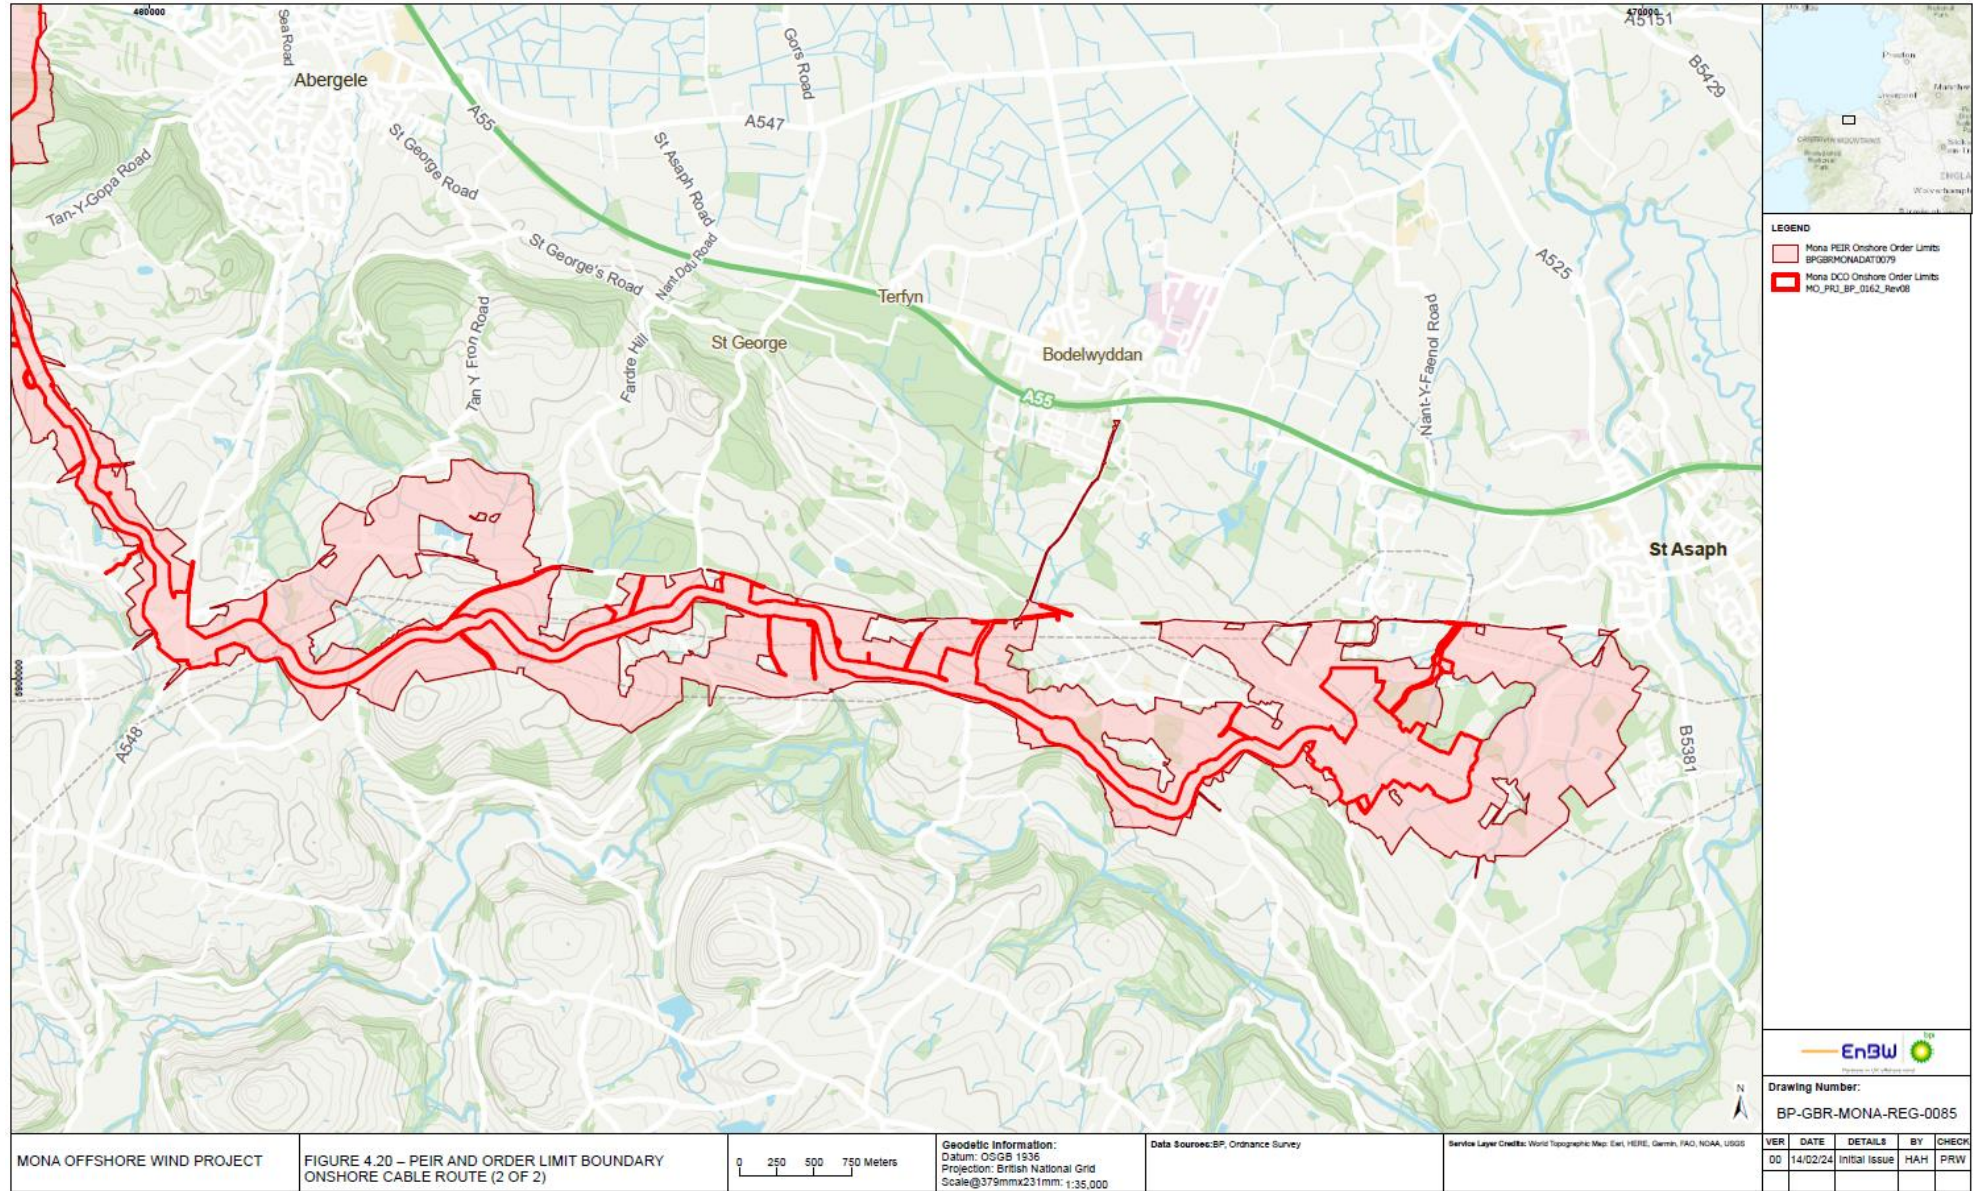 480000
470000
A5151
Sea Road
Gors Road
B5429
Abergele
A55
A547
St George Road
St Asaph Road
Tan-Y-Gopa Road
St George's Road
Nant Ddu Road
A525
Terfyn
Tan Y Fron Road
Fardre Hill
St George
Bodelwyddan
Nant-Y-Faenol Road
A55
St Asaph
5900000
A548
B5381
N
Preston
Liverpool
ENGLA
LEGEND
Mona PEIR Onshore Order Limits
BPGBRMONADAT0079
Mona DCO Onshore Order Limits
MO_PRJ_BP_0162_Rev08
EnBW
bp
Drawing Number:
BP-GBR-MONA-REG-0085
VER DATE DETAILS BY CHECK
00 14/02/24 Initial Issue HAH PRW
MONA OFFSHORE WIND PROJECT
FIGURE 4.20 – PEIR AND ORDER LIMIT BOUNDARY
ONSHORE CABLE ROUTE (2 OF 2)
0 250 500 750 Meters
Geodetic Information:
Datum: OSGB 1936
Projection: British National Grid
Scale@379mmx231mm: 1:35,000
Data Sources:BP, Ordnance Survey
Service Layer Credits: World Topographic Map: Esri, HERE, Garmin, FAO, NOAA, USGS